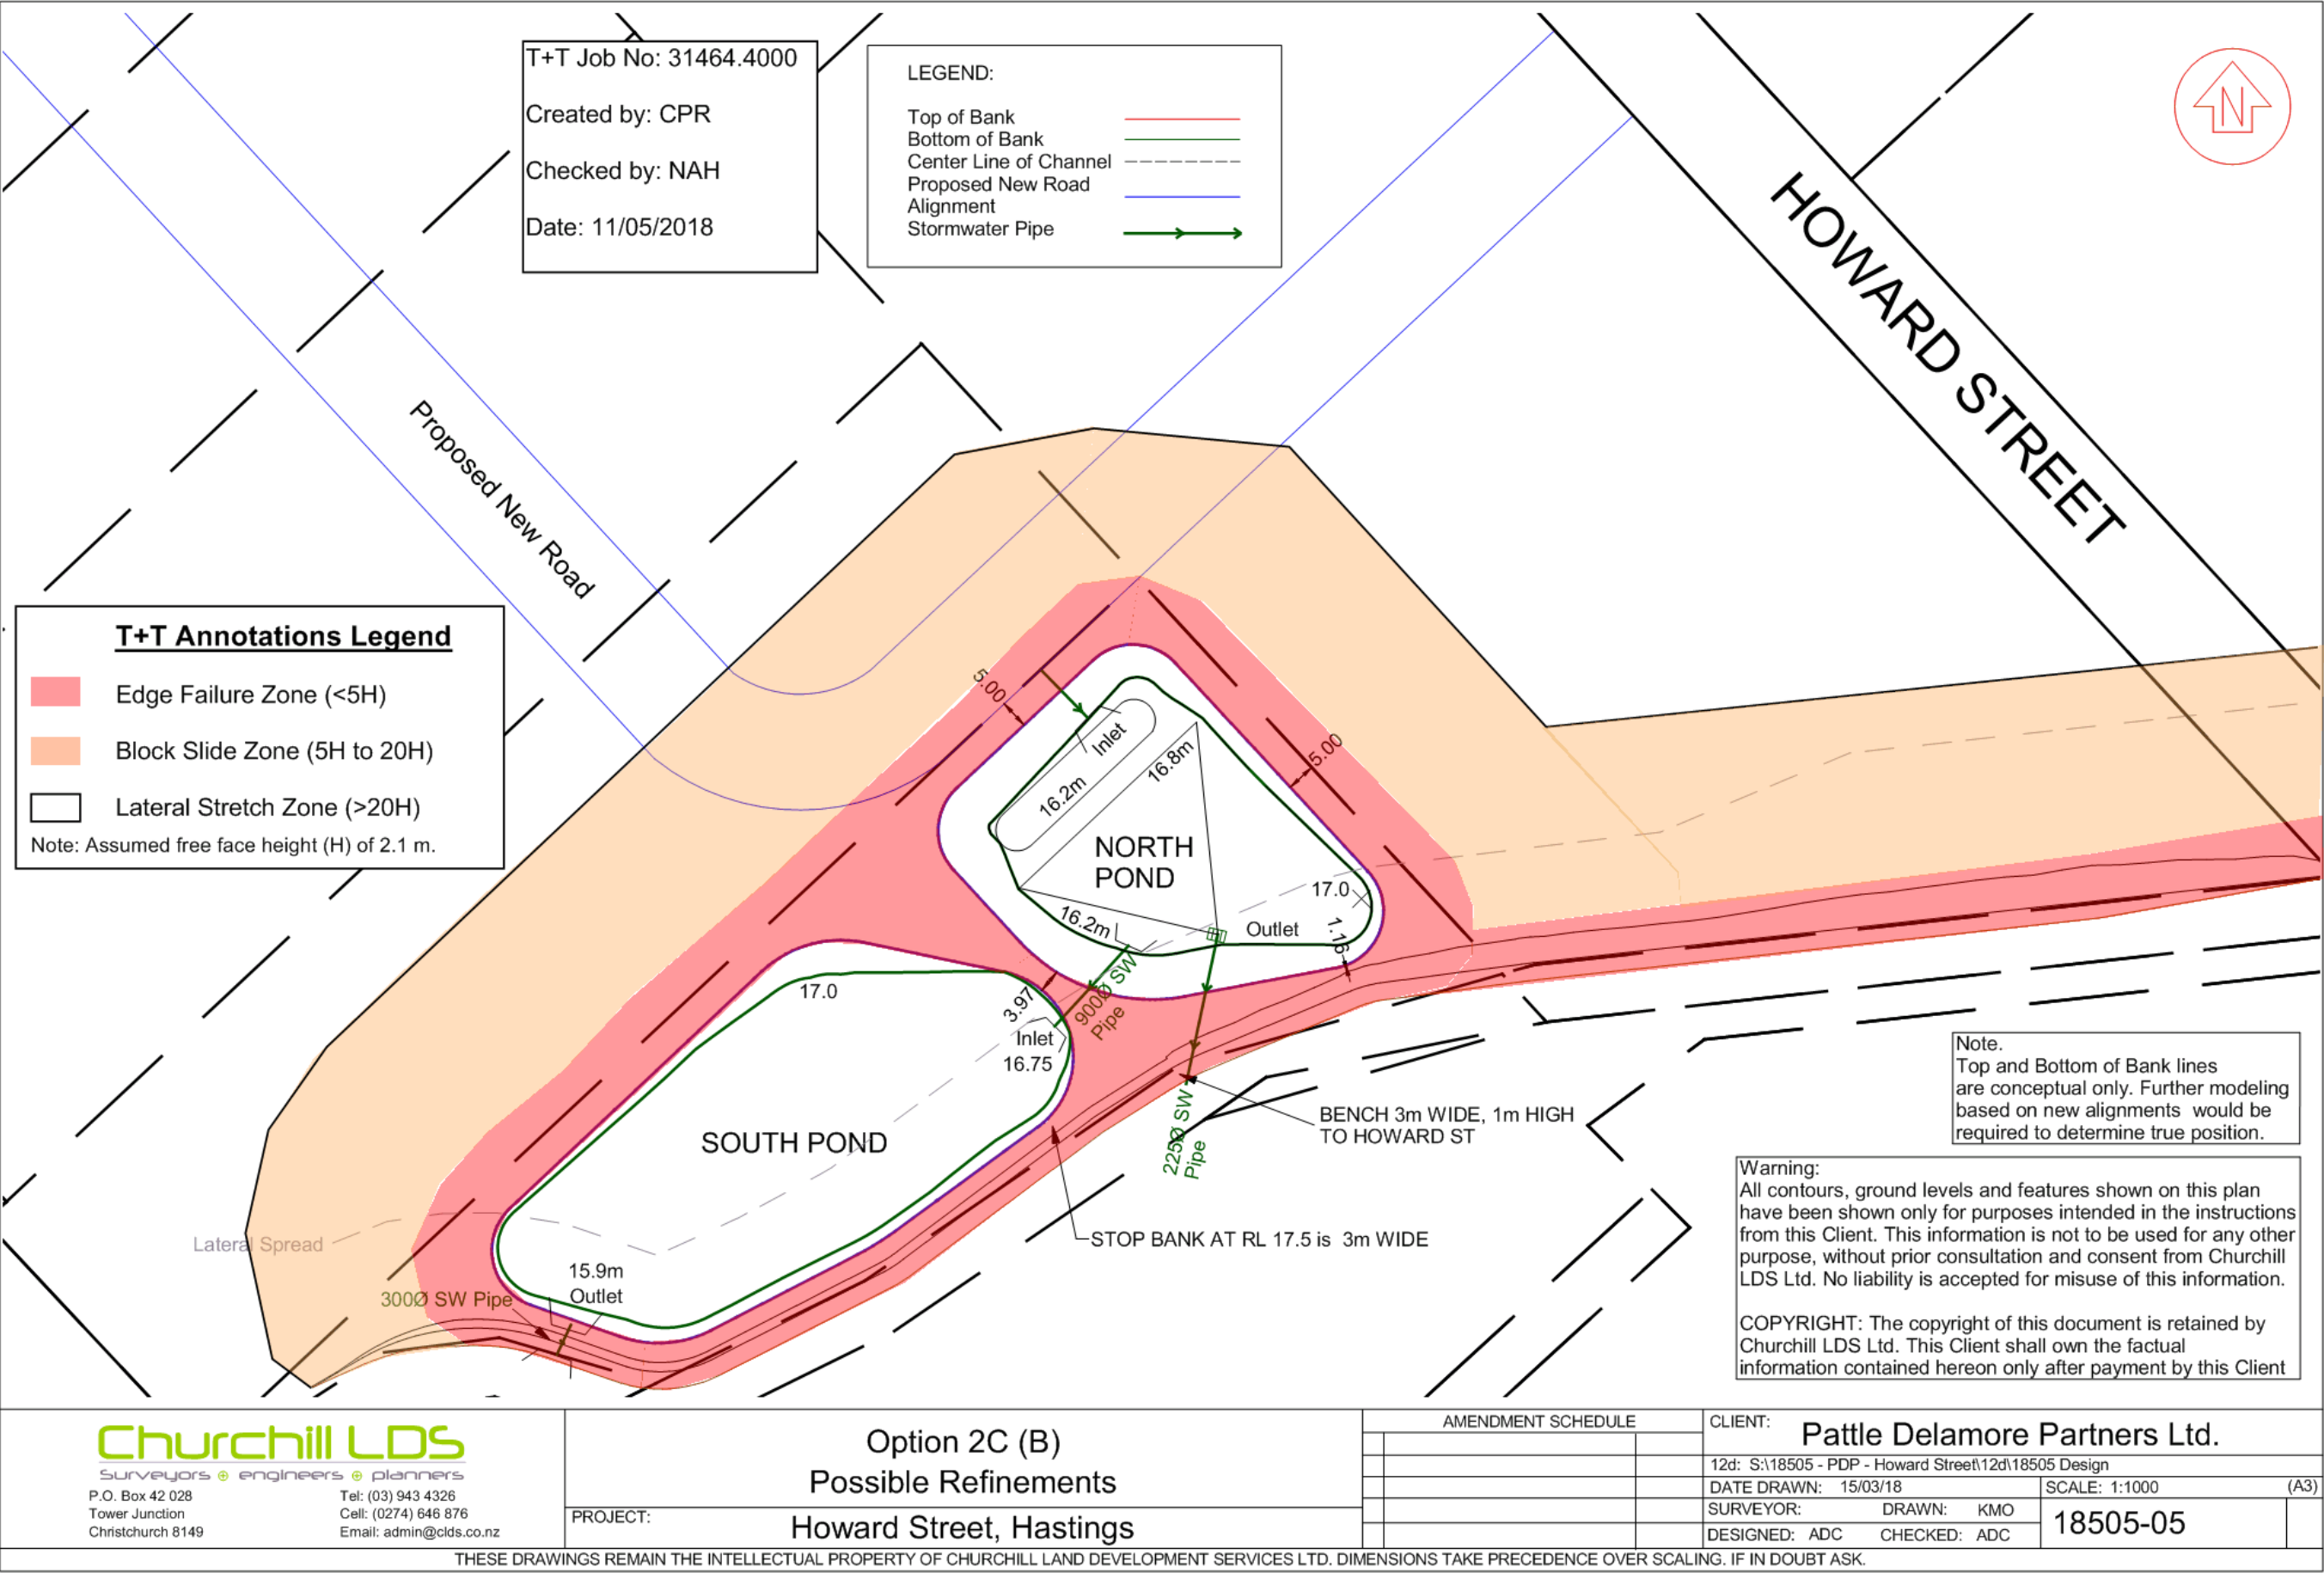 T+T Job No: 31464.4000
Created by: CPR
Checked by: NAH
Date: 11/05/2018
LEGEND:
Top of Bank
Bottom of Bank
Center Line of Channel
Proposed New Road
Alignment
Stormwater Pipe
N
HOWARD STREET
Proposed New Road
T+T Annotations Legend
Edge Failure Zone (<5H)
Block Slide Zone (5H to 20H)
Lateral Stretch Zone (>20H)
Note: Assumed free face height (H) of 2.1 m.
5.00
Inlet
16.2m
16.8m
5.00
NORTH
POND
17.0
16.2m
Outlet
1.16
17.0
3.97
900Ø SW
Pipe
Inlet
16.75
SOUTH POND
225Ø SW
Pipe
BENCH 3m WIDE, 1m HIGH
TO HOWARD ST
STOP BANK AT RL 17.5 is 3m WIDE
Lateral Spread
15.9m
Outlet
300Ø SW Pipe
Note.
Top and Bottom of Bank lines
are conceptual only. Further modeling
based on new alignments would be
required to determine true position.
Warning:
All contours, ground levels and features shown on this plan
have been shown only for purposes intended in the instructions
from this Client. This information is not to be used for any other
purpose, without prior consultation and consent from Churchill
LDS Ltd. No liability is accepted for misuse of this information.
COPYRIGHT: The copyright of this document is retained by
Churchill LDS Ltd. This Client shall own the factual
information contained hereon only after payment by this Client
Churchill LDS
Surveyors engineers planners
P.O. Box 42 028
Tower Junction
Christchurch 8149
Tel: (03) 943 4326
Cell: (0274) 646 876
Email: admin@clds.co.nz
Option 2C (B)
Possible Refinements
PROJECT:
Howard Street, Hastings
AMENDMENT SCHEDULE
CLIENT:
Pattle Delamore Partners Ltd.
12d: S:\18505 - PDP - Howard Street\12d\18505 Design
DATE DRAWN: 15/03/18
SCALE: 1:1000
(A3)
SURVEYOR:
DRAWN: KMO
DESIGNED: ADC
CHECKED: ADC
18505-05
THESE DRAWINGS REMAIN THE INTELLECTUAL PROPERTY OF CHURCHILL LAND DEVELOPMENT SERVICES LTD. DIMENSIONS TAKE PRECEDENCE OVER SCALING. IF IN DOUBT ASK.